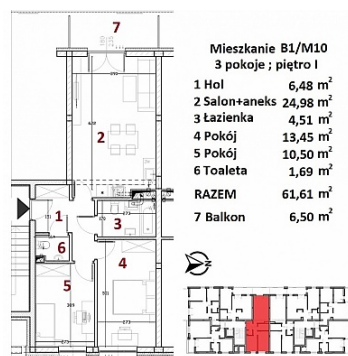 7
Mieszkanie B1/M10
3 pokoje ; piętro I
1 Hol 6,48 m²
2 Salon+aneks 24,98 m²
3 Łazienka 4,51 m²
4 Pokój 13,45 m²
5 Pokój 10,50 m²
6 Toaleta 1,69 m²
RAZEM 61,61 m²
7 Balkon 6,50 m²
2
1
3
6
4
5